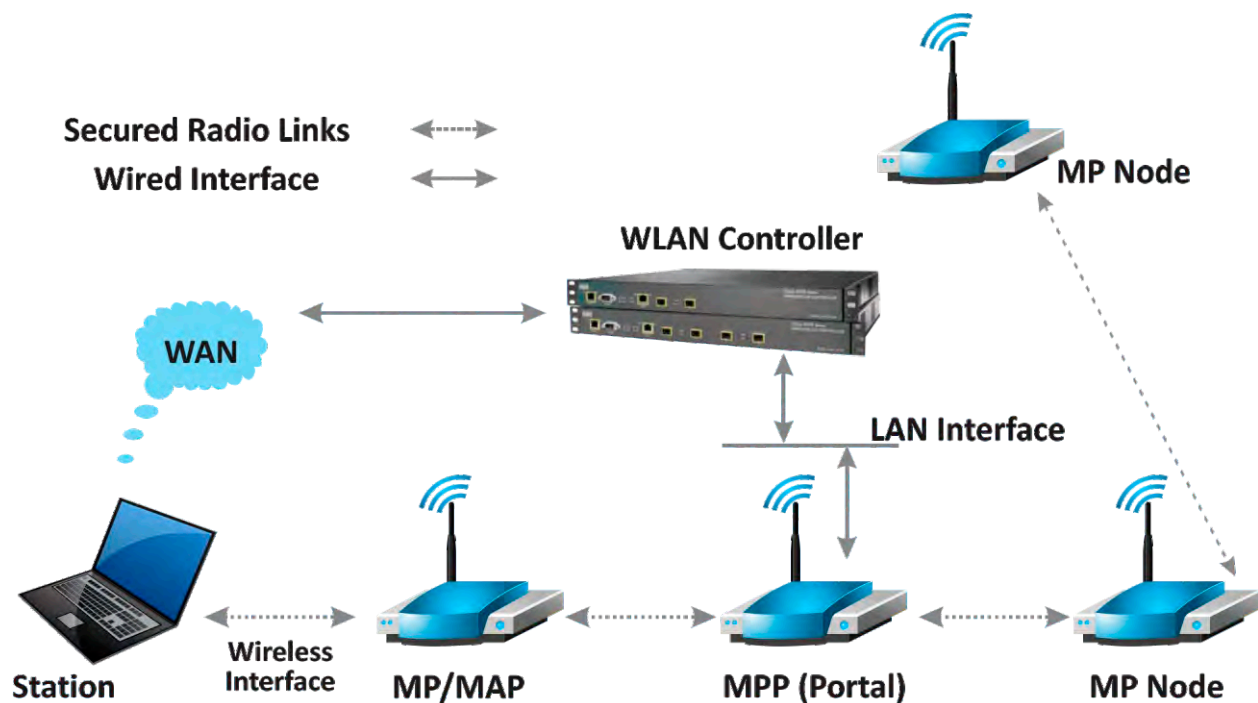 Secured Radio Links
Wired Interface
MP Node
WLAN Controller
WAN
LAN Interface
Wireless
Interface
Station
MP/MAP
MPP (Portal)
MP Node